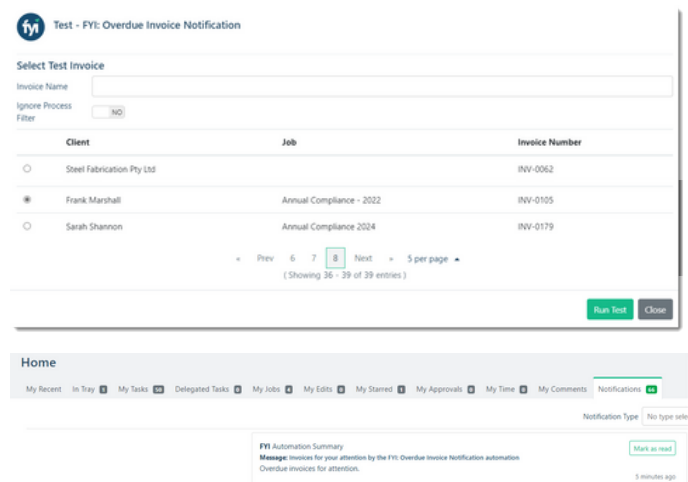 fyi Test - FYI: Overdue Invoice Notification
Select Test Invoice
Invoice Name
Ignore Process Filter NO
Client Job Invoice Number
Steel Fabrication Pty Ltd INV-0062
Frank Marshall Annual Compliance - 2022 INV-0105
Sarah Shannon Annual Compliance 2024 INV-0179
« Prev 6 7 8 Next » 5 per page
( Showing 36 - 39 of 39 entries )
Run Test Close
Home
My Recent In Tray My Tasks Delegated Tasks My Jobs My Edits My Starred My Approvals My Time My Comments Notifications 66
Notification Type No type sele
FYI Automation Summary Mark as read
Message: Invoices for your attention by the FYI: Overdue Invoice Notification automation
Overdue invoices for attention.
5 minutes ago